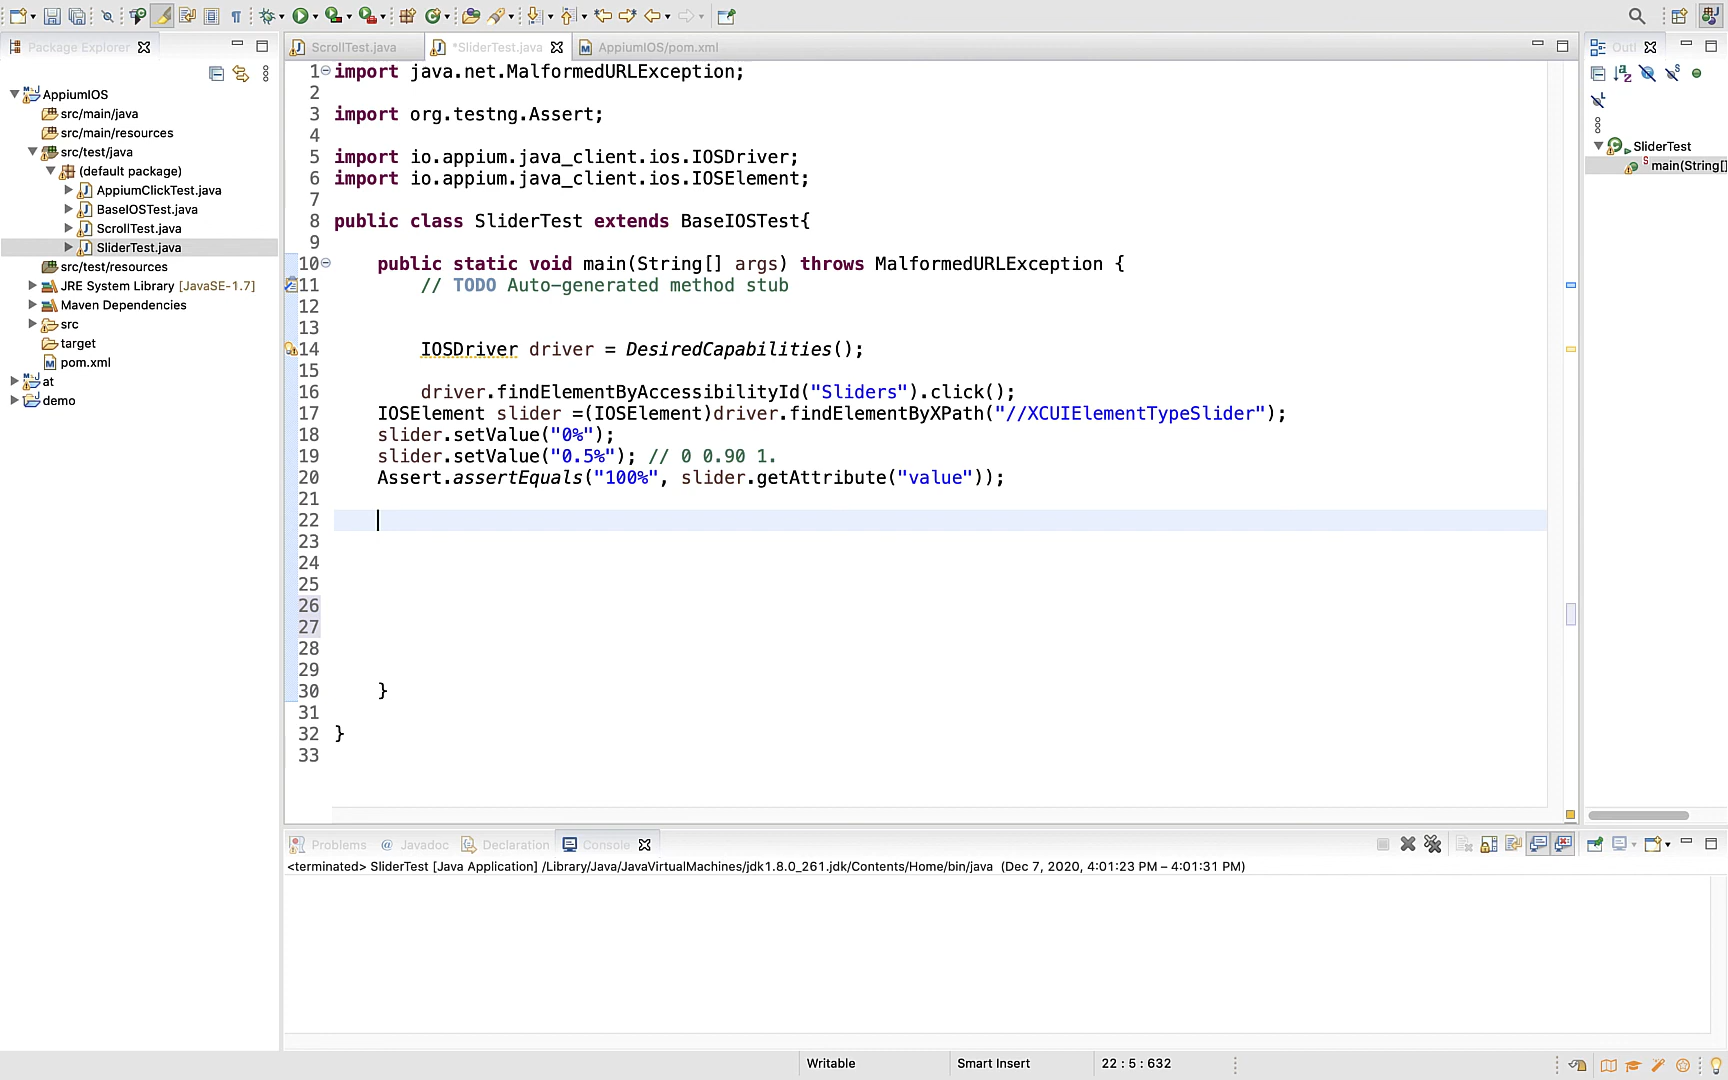 Package Explorer
AppiumIOS
src/main/java
src/main/resources
src/test/java
(default package)
AppiumClickTest.java
BaseIOSTest.java
ScrollTest.java
SliderTest.java
src/test/resources
JRE System Library [JavaSE-1.7]
Maven Dependencies
src
target
pom.xml
at
demo
ScrollTest.java
*SliderTest.java
AppiumIOS/pom.xml
1 import java.net.MalformedURLException;
2
3 import org.testng.Assert;
4
5 import io.appium.java_client.ios.IOSDriver;
6 import io.appium.java_client.ios.IOSElement;
7
8 public class SliderTest extends BaseIOSTest{
9
10 public static void main(String[] args) throws MalformedURLException {
11 // TODO Auto-generated method stub
12
13
14 IOSDriver driver = DesiredCapabilities();
15
16 driver.findElementByAccessibilityId("Sliders").click();
17 IOSElement slider =(IOSElement)driver.findElementByXPath("//XCUIElementTypeSlider");
18 slider.setValue("0%");
19 slider.setValue("0.5%"); // 0 0.90 1.
20 Assert.assertEquals("100%", slider.getAttribute("value"));
21
22
23
24
25
26
27
28
29
30 }
31
32 }
33
Outl
SliderTest
main(String[]
Problems
@ Javadoc
Declaration
Console
<terminated> SliderTest [Java Application] /Library/Java/JavaVirtualMachines/jdk1.8.0_261.jdk/Contents/Home/bin/java (Dec 7, 2020, 4:01:23 PM – 4:01:31 PM)
Writable
Smart Insert
22 : 5 : 632